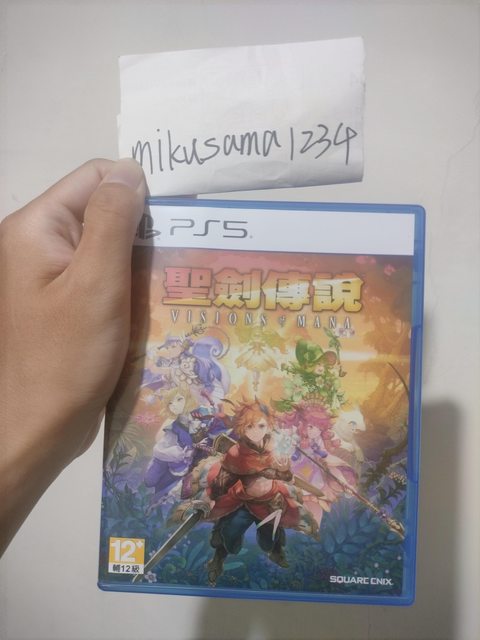 mikusama1234
PS5
聖劍傳說
VISIONS of MANA
12+
輔12級
SQUARE ENIX